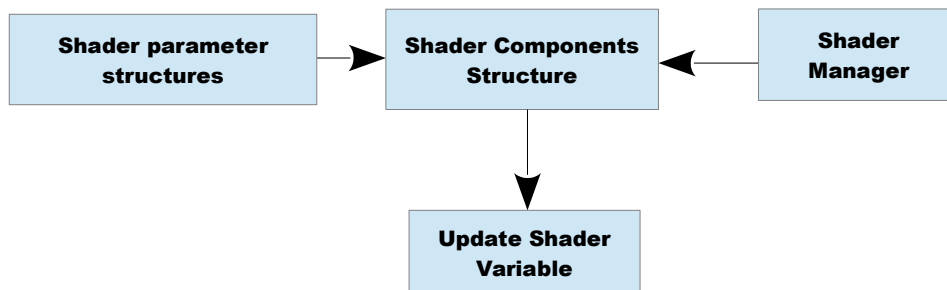 Shader parameter
structures
Shader Components
Structure
Shader
Manager
Update Shader
Variable